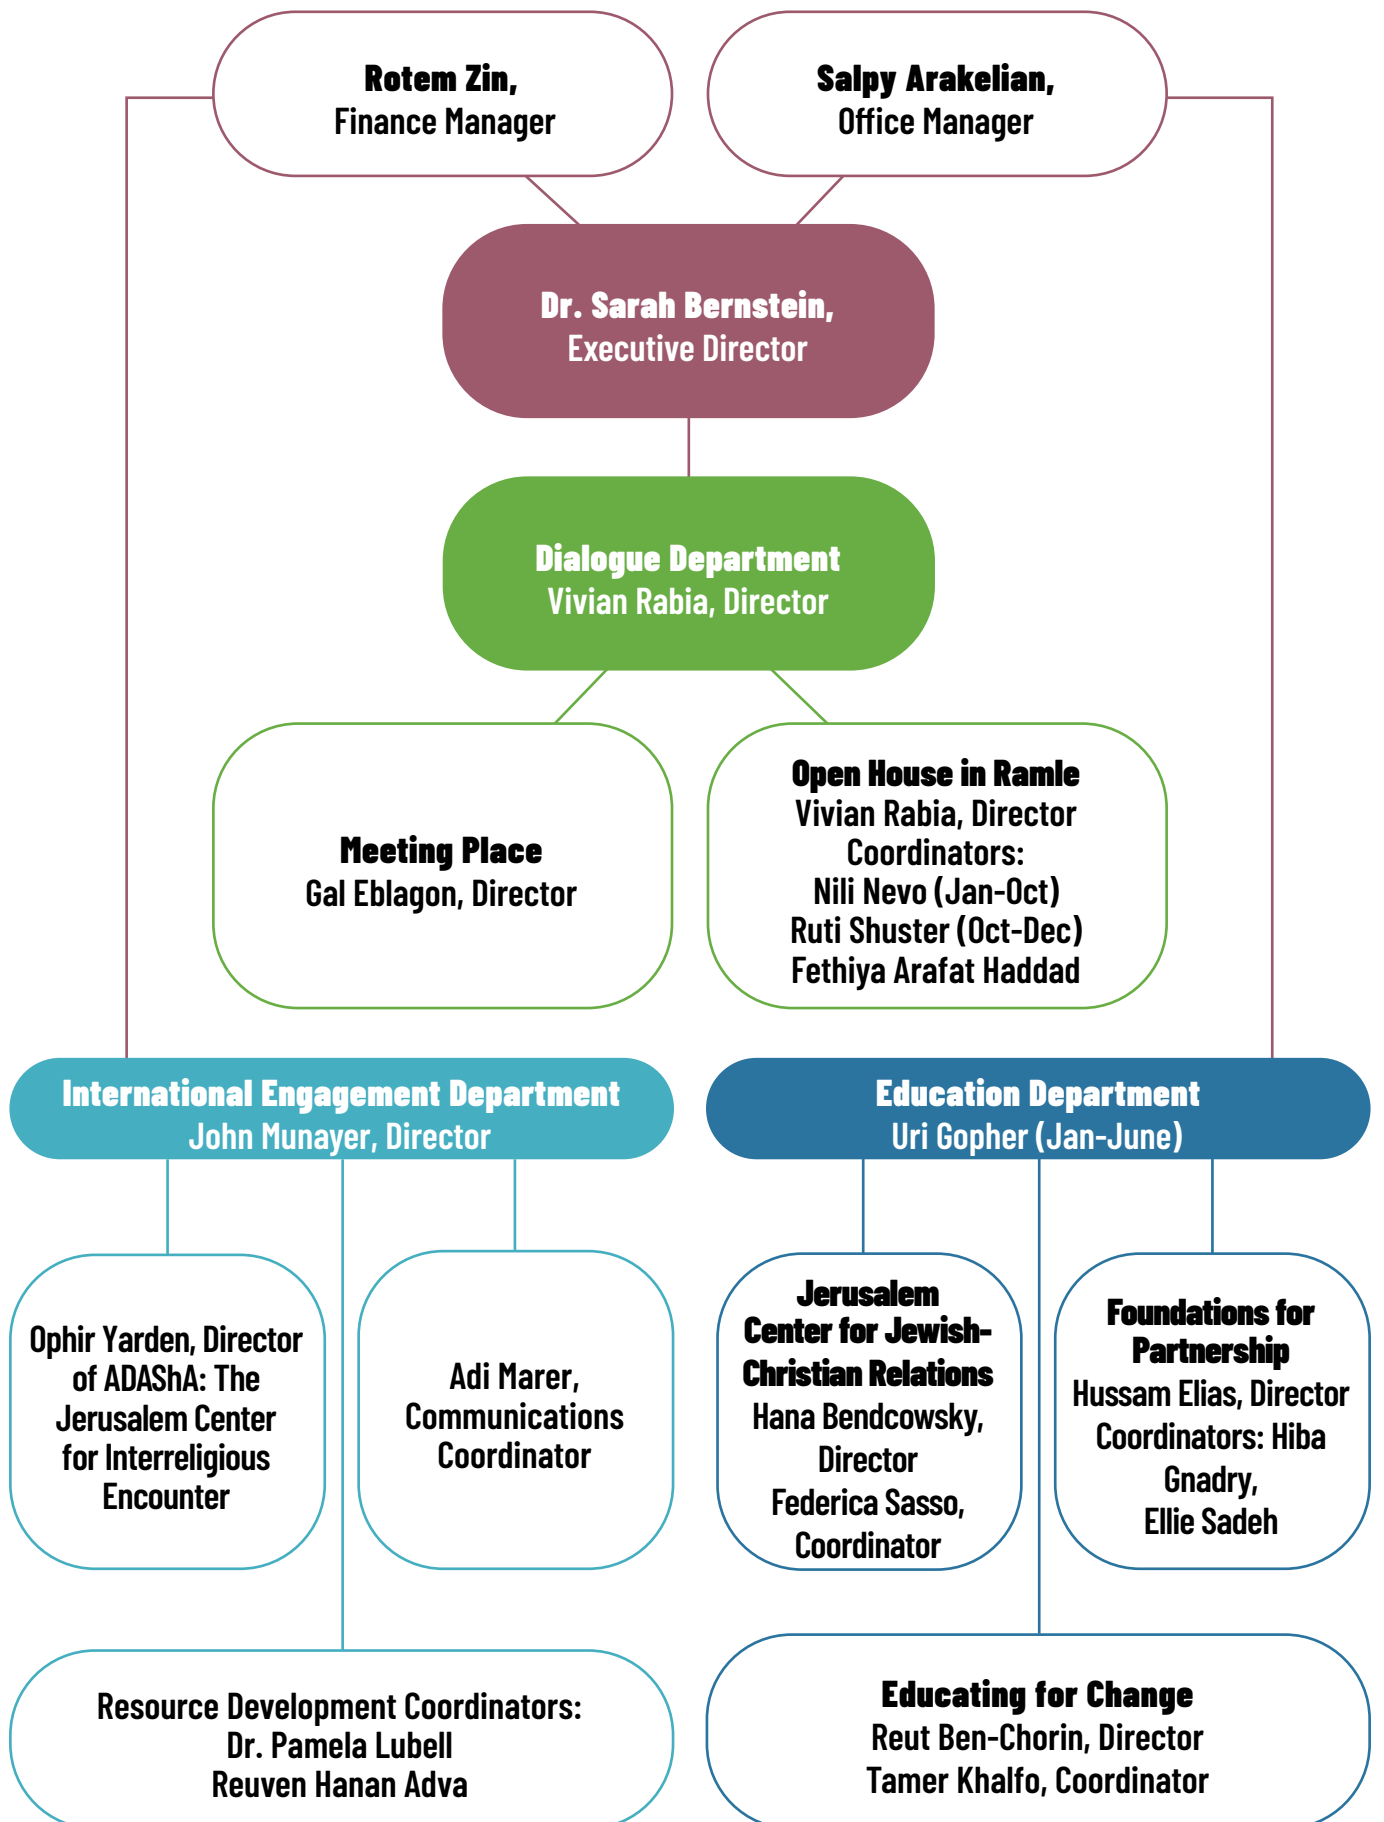 Rotem Zin,
Finance Manager
Salpy Arakelian,
Office Manager
Dr. Sarah Bernstein,
Executive Director
Dialogue Department
Vivian Rabia, Director
Meeting Place
Gal Eblagon, Director
Open House in Ramle
Vivian Rabia, Director
Coordinators:
Nili Nevo (Jan-Oct)
Ruti Shuster (Oct-Dec)
Fethiya Arafat Haddad
International Engagement Department
John Munayer, Director
Education Department
Uri Gopher (Jan-June)
Ophir Yarden, Director
of ADAShA: The
Jerusalem Center
for Interreligious
Encounter
Adi Marer,
Communications
Coordinator
Jerusalem
Center for Jewish-
Christian Relations
Hana Bendcowsky,
Director
Federica Sasso,
Coordinator
Foundations for
Partnership
Hussam Elias, Director
Coordinators: Hiba
Gnadry,
Ellie Sadeh
Resource Development Coordinators:
Dr. Pamela Lubell
Reuven Hanan Adva
Educating for Change
Reut Ben-Chorin, Director
Tamer Khalfo, Coordinator